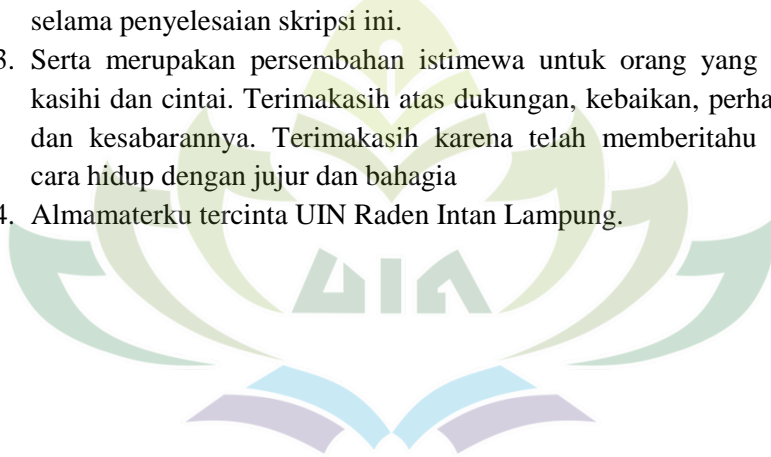 selama penyelesaian skripsi ini.
3. Serta merupakan persembahan istimewa untuk orang yang
kasihi dan cintai. Terimakasih atas dukungan, kebaikan,
dan kesabarannya. Terimakasih karena telah memberitahu
cara hidup dengan jujur dan bahagia
4. Almamaterku tercinta UIN Raden Intan Lampung.
UIN